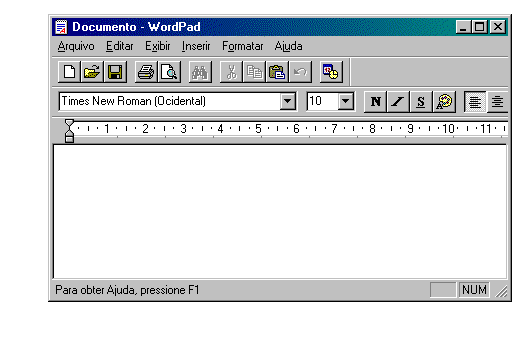 Documento - WordPad
Arquivo Editar Exibir Inserir Formatar Ajuda
Times New Roman (Ocidental) 10 N I S
1 2 3 4 5 6 7 8 9 10 11
Para obter Ajuda, pressione F1 NUM